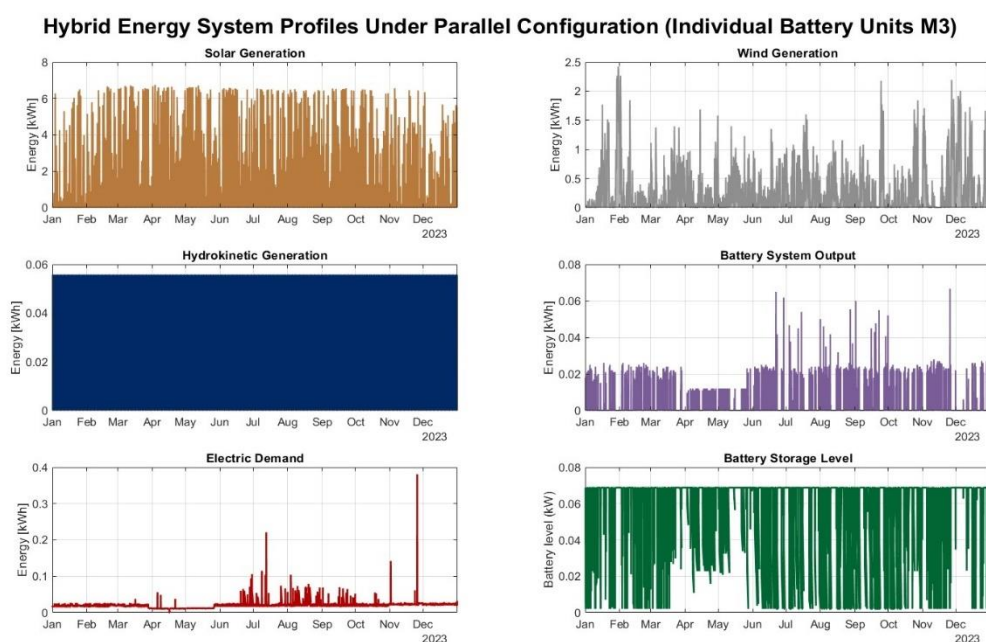 Hybrid Energy System Profiles Under Parallel Configuration (Individual Battery Units M3)
Solar Generation
Energy [kWh]
8
6
4
2
0
Jan Feb Mar Apr May Jun Jul Aug Sep Oct Nov Dec
2023
Wind Generation
Energy [kWh]
2.5
2
1.5
1
0.5
0
Jan Feb Mar Apr May Jun Jul Aug Sep Oct Nov Dec
2023
Hydrokinetic Generation
Energy [kWh]
0.06
0.04
0.02
0
Jan Feb Mar Apr May Jun Jul Aug Sep Oct Nov Dec
2023
Battery System Output
Energy [kWh]
0.08
0.06
0.04
0.02
0
Jan Feb Mar Apr May Jun Jul Aug Sep Oct Nov Dec
2023
Electric Demand
Energy [kWh]
0.4
0.3
0.2
0.1
0
Jan Feb Mar Apr May Jun Jul Aug Sep Oct Nov Dec
2023
Battery Storage Level
Battery level (kW)
0.08
0.06
0.04
0.02
0
Jan Feb Mar Apr May Jun Jul Aug Sep Oct Nov Dec
2023